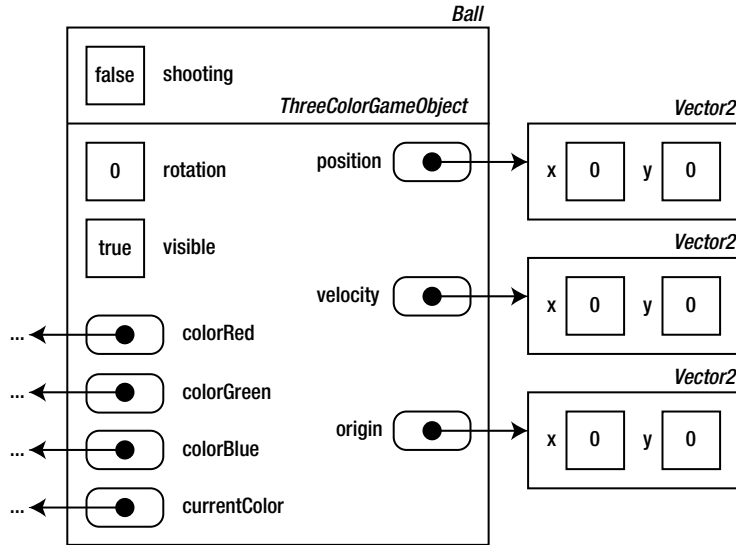 Ball
false shooting
ThreeColorGameObject
Vector2
0 rotation
position
x 0 y 0
true visible
Vector2
velocity
x 0 y 0
... colorRed
Vector2
... colorGreen
origin
x 0 y 0
... colorBlue
... currentColor